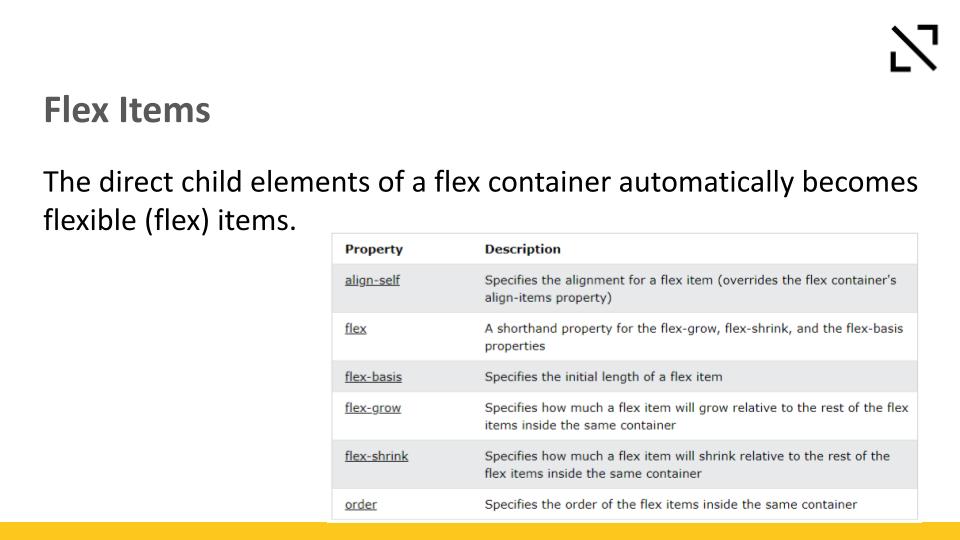 Flex Items
The direct child elements of a flex container automatically becomes
flexible (flex) items.
Property Description
align-self Specifies the alignment for a flex item (overrides the flex container's
align-items property)
flex A shorthand property for the flex-grow, flex-shrink, and the flex-basis
properties
flex-basis Specifies the initial length of a flex item
flex-grow Specifies how much a flex item will grow relative to the rest of the flex
items inside the same container
flex-shrink Specifies how much a flex item will shrink relative to the rest of the
flex items inside the same container
order Specifies the order of the flex items inside the same container